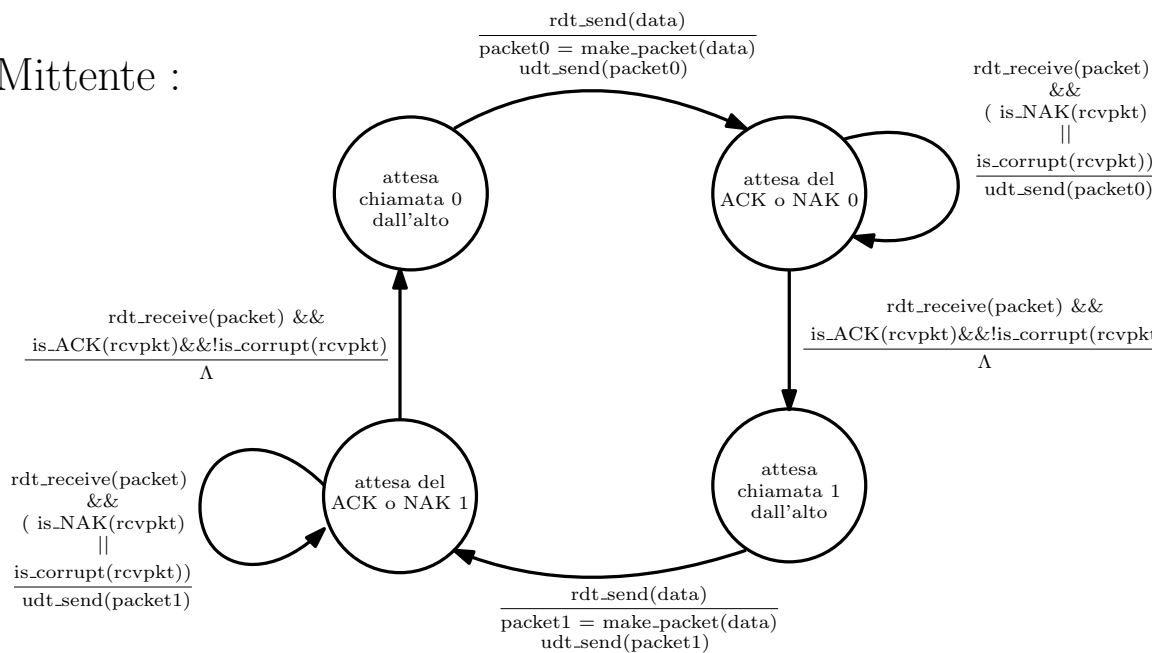 Mittente :
rdt_send(data)
packet0 = make_packet(data)
udt_send(packet0)
rdt_receive(packet)
&&
( is_NAK(rcvpkt)
||
is_corrupt(rcvpkt))
udt_send(packet0)
attesa
chiamata 0
dall'alto
attesa del
ACK o NAK 0
rdt_receive(packet) &&
is_ACK(rcvpkt)&&!is_corrupt(rcvpkt)
Λ
rdt_receive(packet) &&
is_ACK(rcvpkt)&&!is_corrupt(rcvpkt
Λ
attesa del
ACK o NAK 1
attesa
chiamata 1
dall'alto
rdt_receive(packet)
&&
( is_NAK(rcvpkt)
||
is_corrupt(rcvpkt))
udt_send(packet1)
rdt_send(data)
packet1 = make_packet(data)
udt_send(packet1)